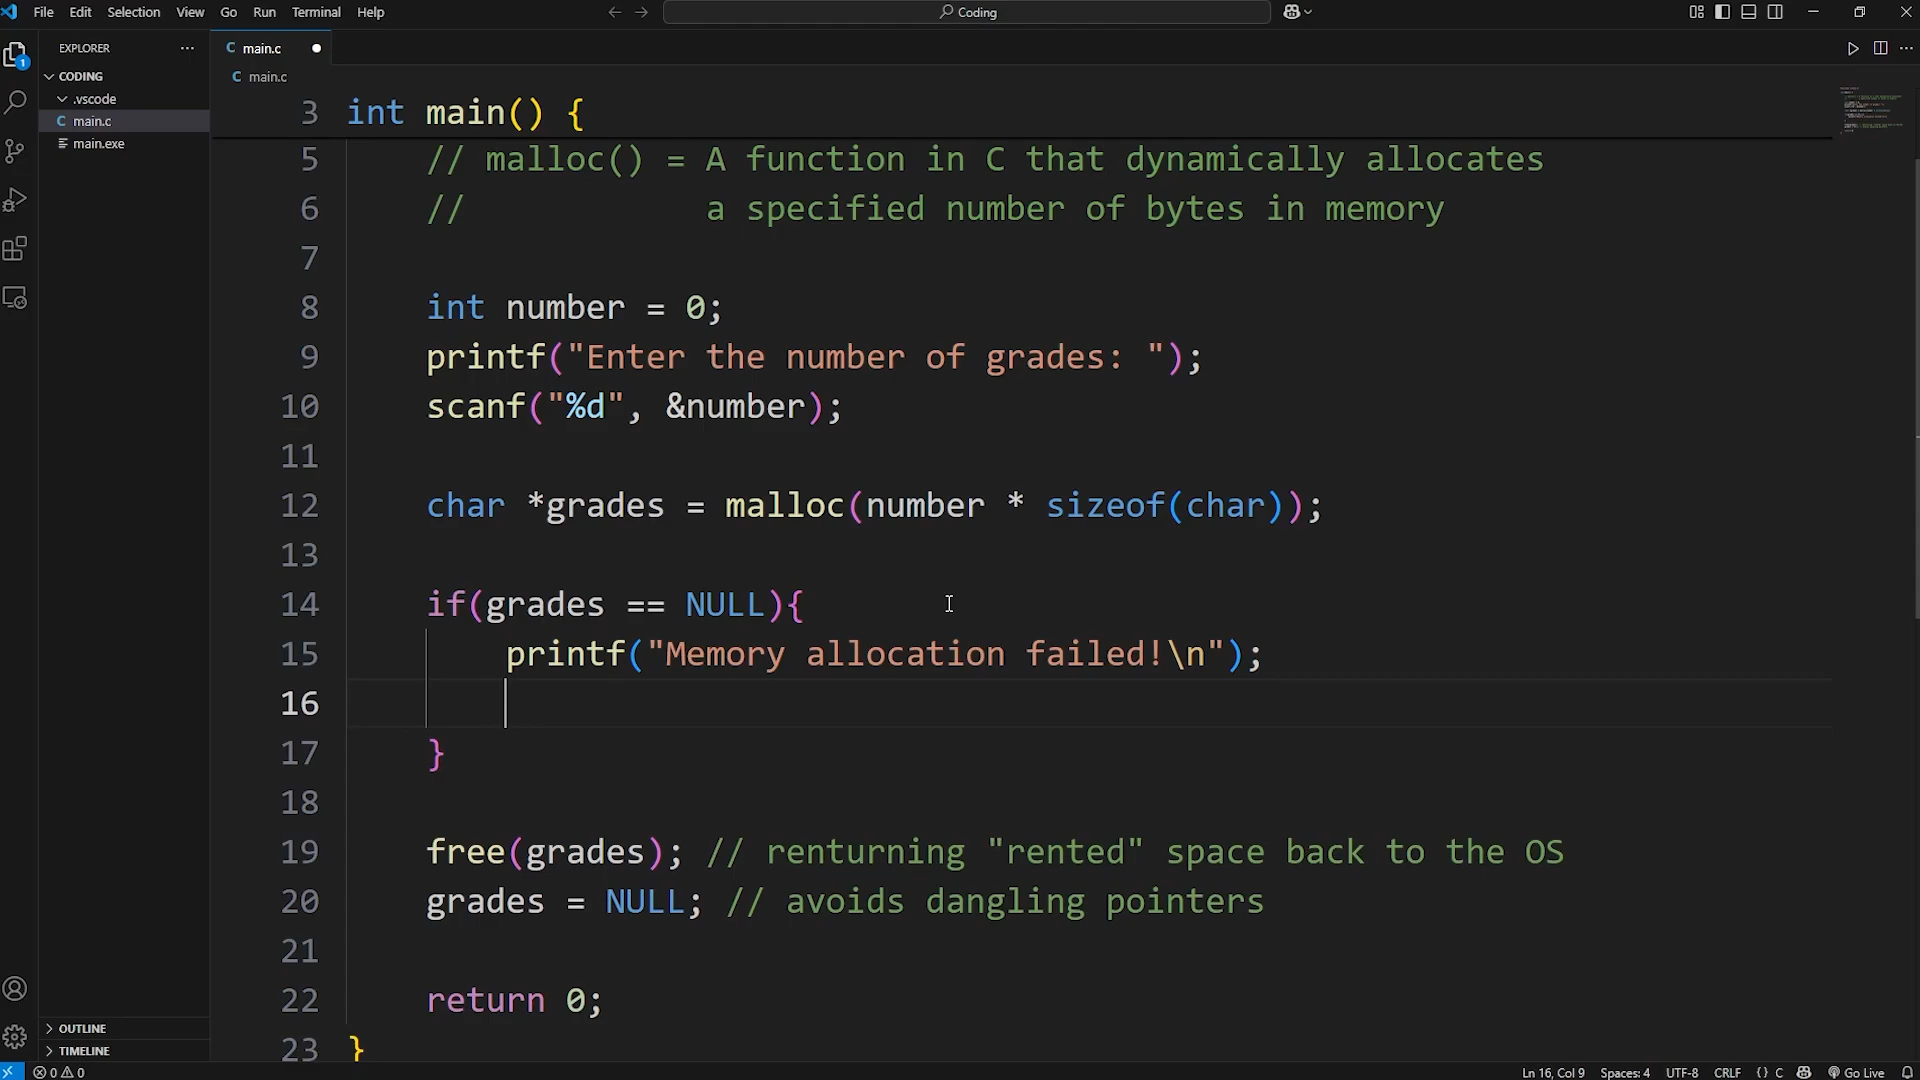 File Edit Selection View Go Run Terminal Help
Coding
EXPLORER
CODING
.vscode
C main.c
main.exe
OUTLINE
TIMELINE
1
C main.c
C main.c
3 int main() {
5 // malloc() = A function in C that dynamically allocates
6 // a specified number of bytes in memory
7
8 int number = 0;
9 printf("Enter the number of grades: ");
10 scanf("%d", &number);
11
12 char *grades = malloc(number * sizeof(char));
13
14 if(grades == NULL){
15 printf("Memory allocation failed!\n");
16
17 }
18
19 free(grades); // renturning "rented" space back to the OS
20 grades = NULL; // avoids dangling pointers
21
22 return 0;
23 }
0 0
Ln 16, Col 9 Spaces: 4 UTF-8 CRLF {} C Go Live